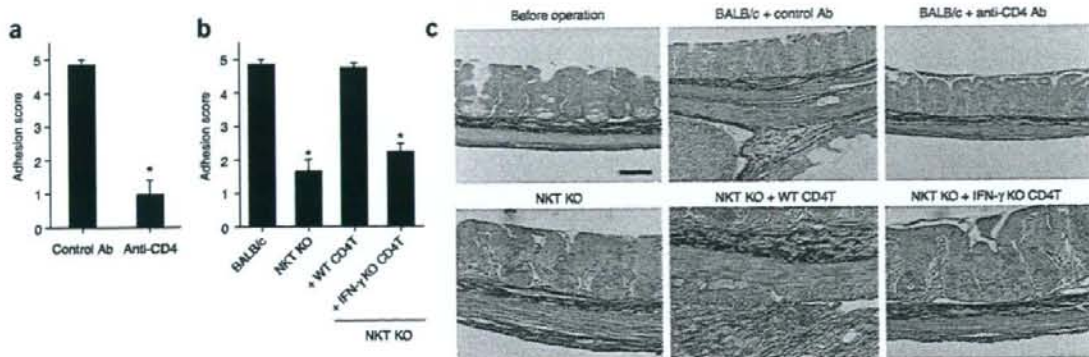 a
Adhesion score
5
4
3
2
1
0
*
Control Ab
Anti-CD4
b
Adhesion score
5
4
3
2
1
0
*
*
BALB/c
NKT KO
+ WT CD4T
+ IFN-γ KO CD4T
NKT KO
c
Before operation
BALB/c + control Ab
BALB/c + anti-CD4 Ab
NKT KO
NKT KO + WT CD4T
NKT KO + IFN-γ KO CD4T